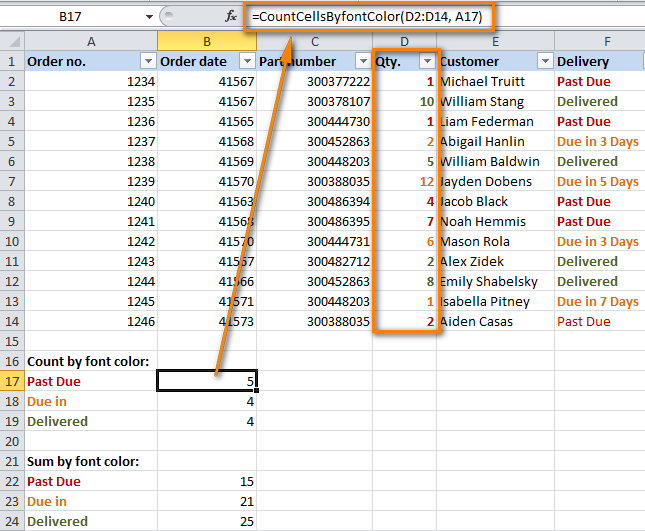 B17 fx =CountCellsByfontColor(D2:D14, A17)
A B C D E F
1 Order no. Order date Part number Qty. Customer Delivery
2 1234 41567 300377222 1 Michael Truitt Past Due
3 1235 41567 300378107 10 William Stang Delivered
4 1236 41565 300444730 1 Liam Federman Past Due
5 1237 41568 300452863 2 Abigail Hanlin Due in 3 Days
6 1238 41569 300448203 5 William Baldwin Delivered
7 1239 41570 300388035 12 Jayden Dobens Due in 5 Days
8 1240 41563 300486394 4 Jacob Black Past Due
9 1241 41568 300486395 7 Noah Hemmis Past Due
10 1242 41570 300444731 6 Mason Rola Due in 3 Days
11 1243 41557 300482712 2 Alex Zidek Delivered
12 1244 41566 300452863 8 Emily Shabelsky Delivered
13 1245 41571 300448203 1 Isabella Pitney Due in 7 Days
14 1246 41573 300388035 2 Aiden Casas Past Due
15
16 Count by font color:
17 Past Due 5
18 Due in 4
19 Delivered 4
20
21 Sum by font color:
22 Past Due 15
23 Due in 21
24 Delivered 25